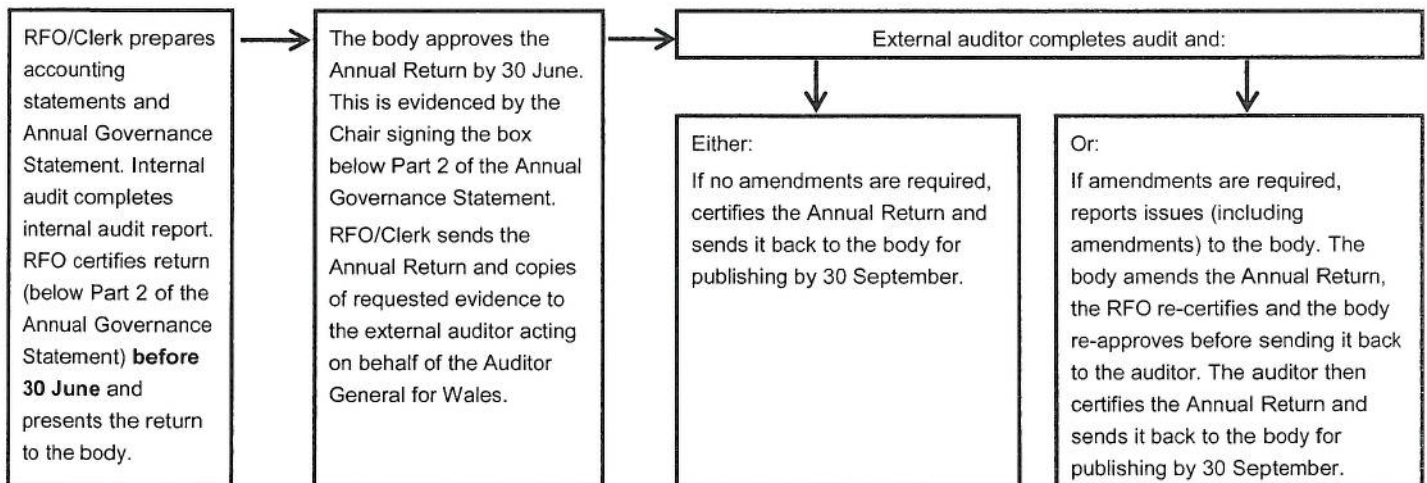 RFO/Clerk prepares
accounting
statements and
Annual Governance
Statement. Internal
audit completes
internal audit report.
RFO certifies return
(below Part 2 of the
Annual Governance
Statement) before
30 June and
presents the return
to the body.
The body approves the
Annual Return by 30 June.
This is evidenced by the
Chair signing the box
below Part 2 of the Annual
Governance Statement.
RFO/Clerk sends the
Annual Return and copies
of requested evidence to
the external auditor acting
on behalf of the Auditor
General for Wales.
External auditor completes audit and:
Either:
If no amendments are required,
certifies the Annual Return and
sends it back to the body for
publishing by 30 September.
Or:
If amendments are required,
reports issues (including
amendments) to the body. The
body amends the Annual Return,
the RFO re-certifies and the body
re-approves before sending it back
to the auditor. The auditor then
certifies the Annual Return and
sends it back to the body for
publishing by 30 September.